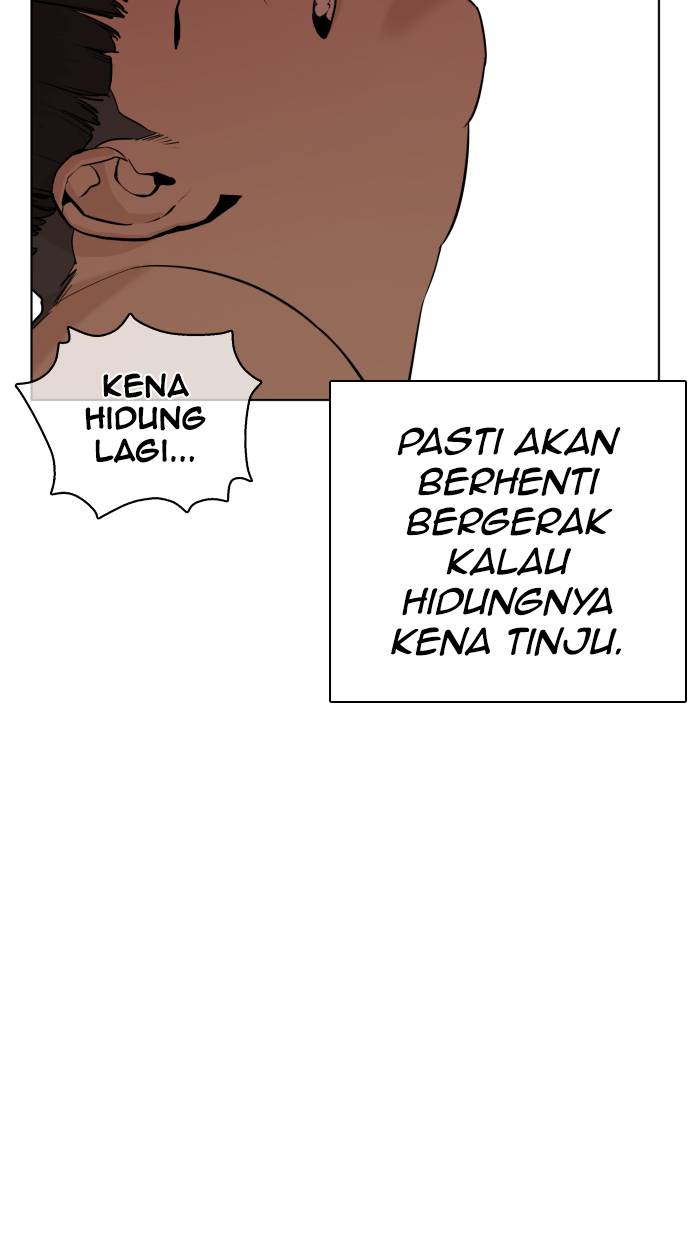 KENA
HIDUNG
LAGI...
PASTI AKAN
BERHENTI
BERGERAK
KALAU
HIDUNGNYA
KENA TINJU.